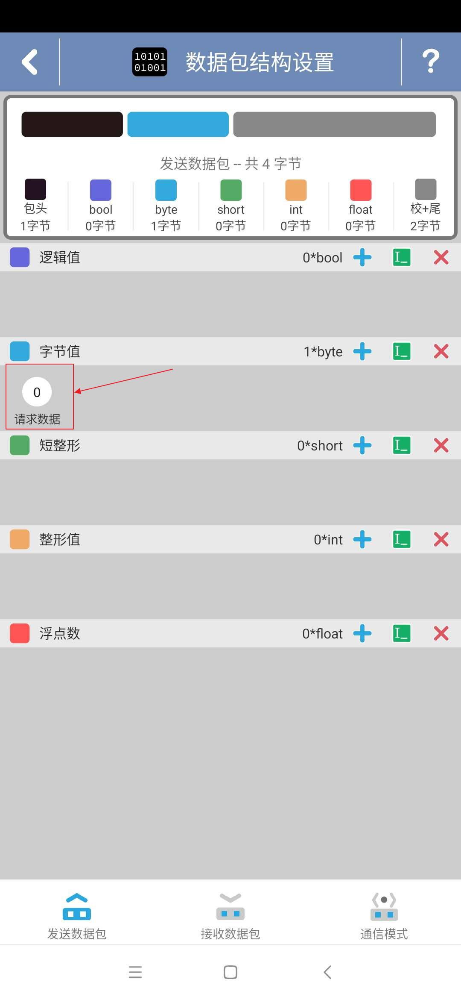 10101
01001
数据包结构设置
?
发送数据包 -- 共 4 字节
包头 bool byte short int float 校+尾
1字节 0字节 1字节 0字节 0字节 0字节 2字节
逻辑值 0*bool
字节值 1*byte
0
请求数据
短整形 0*short
整形值 0*int
浮点数 0*float
发送数据包 接收数据包 通信模式